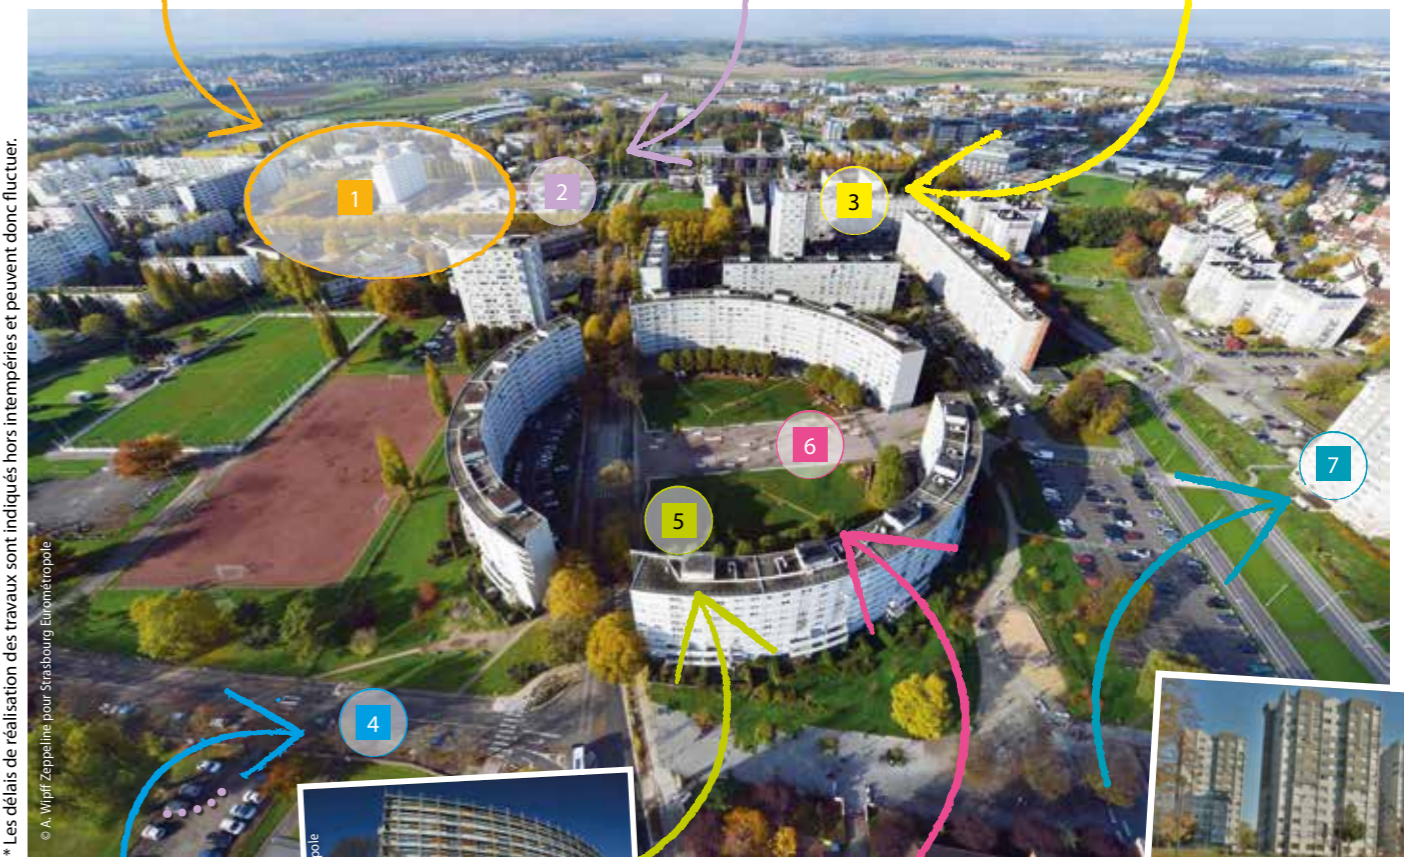 * Les délais de réalisation des travaux sont indiqués hors intempéries et peuvent donc fluctuer.
© A. Wipff Zeppeline pour Strasbourg Eurométropole
1
2
3
4
5
6
7
pole